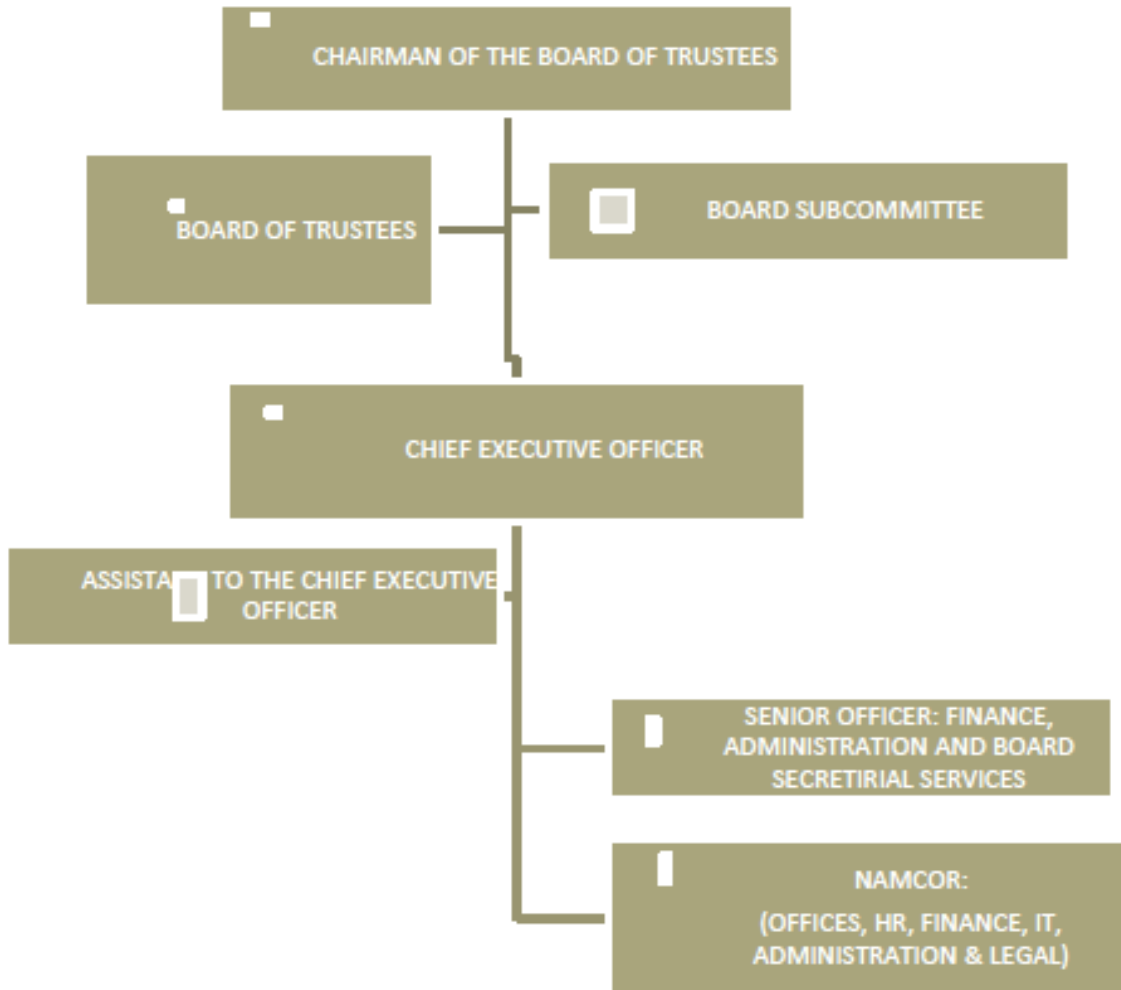 CHAIRMAN OF THE BOARD OF TRUSTEES
BOARD OF TRUSTEES
BOARD SUBCOMMITTEE
CHIEF EXECUTIVE OFFICER
TO THE CHIEF EXECUTIVE
OFFICER
SENIOR OFFICER: FINANCE,
ADMINISTRATION AND BOARD
SECRETIRIAL SERVICES
NAMCOR:
(OFFICES, HR, FINANCE, IT,
ADMINISTRATION & LEGAL)